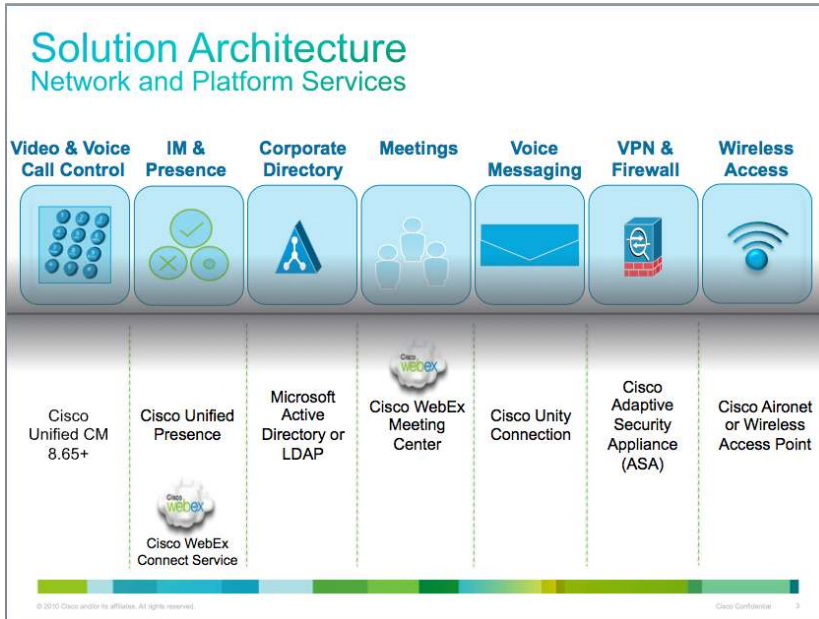 Solution Architecture
Network and Platform Services
Video & Voice
Call Control
IM &
Presence
Corporate
Directory
Meetings
Voice
Messaging
VPN &
Firewall
Wireless
Access
Cisco
Unified CM
8.65+
Cisco Unified
Presence
Cisco
webex
Cisco WebEx
Connect Service
Microsoft
Active
Directory or
LDAP
Cisco
webex
Cisco WebEx
Meeting
Center
Cisco Unity
Connection
Cisco
Adaptive
Security
Appliance
(ASA)
Cisco Aironet
or Wireless
Access Point
© 2010 Cisco and/or its affiliates. All rights reserved.
Cisco Confidential
3